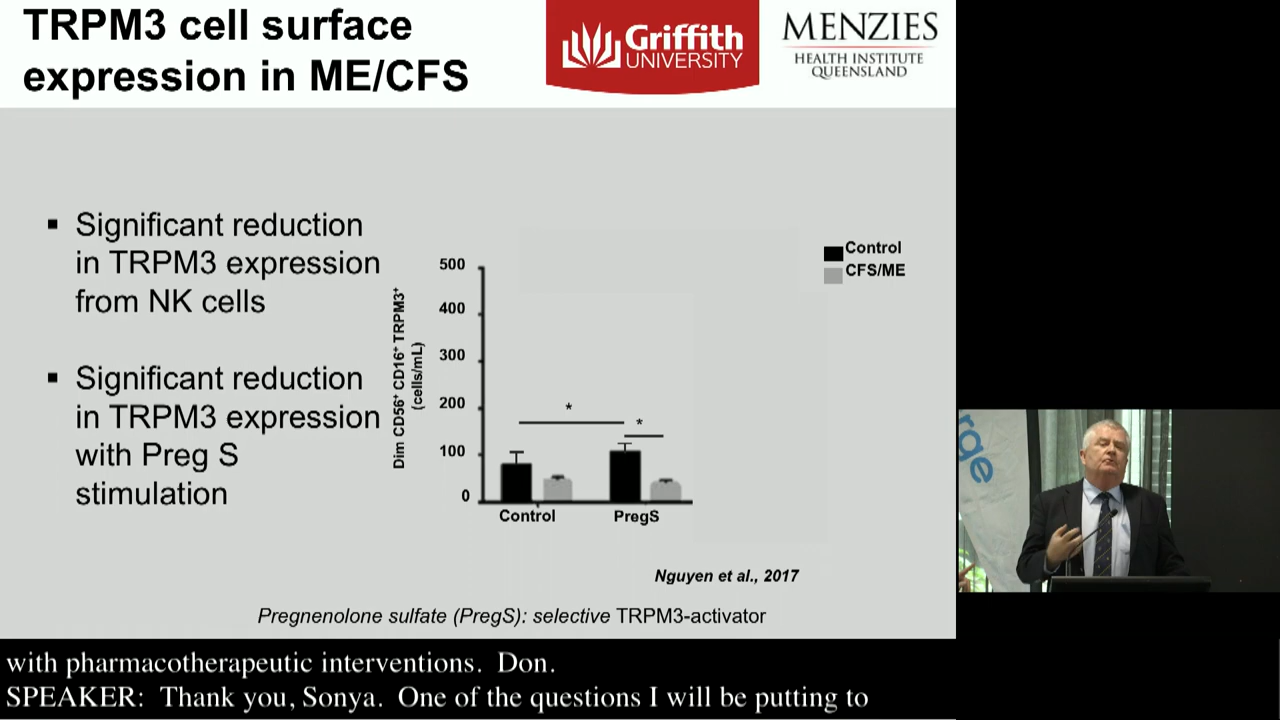 TRPM3 cell surface
expression in ME/CFS
Griffith
UNIVERSITY
MENZIES
HEALTH INSTITUTE
QUEENSLAND
▪ Significant reduction
in TRPM3 expression
from NK cells
▪ Significant reduction
in TRPM3 expression
with Preg S
stimulation
Dim CD56⁺ CD16⁺ TRPM3⁺
(cells/mL)
500
400
300
200
100
0
*
*
Control
PregS
Control
CFS/ME
Nguyen et al., 2017
Pregnenolone sulfate (PregS): selective TRPM3-activator
rge
with pharmacotherapeutic interventions. Don.
SPEAKER: Thank you, Sonya. One of the questions I will be putting to